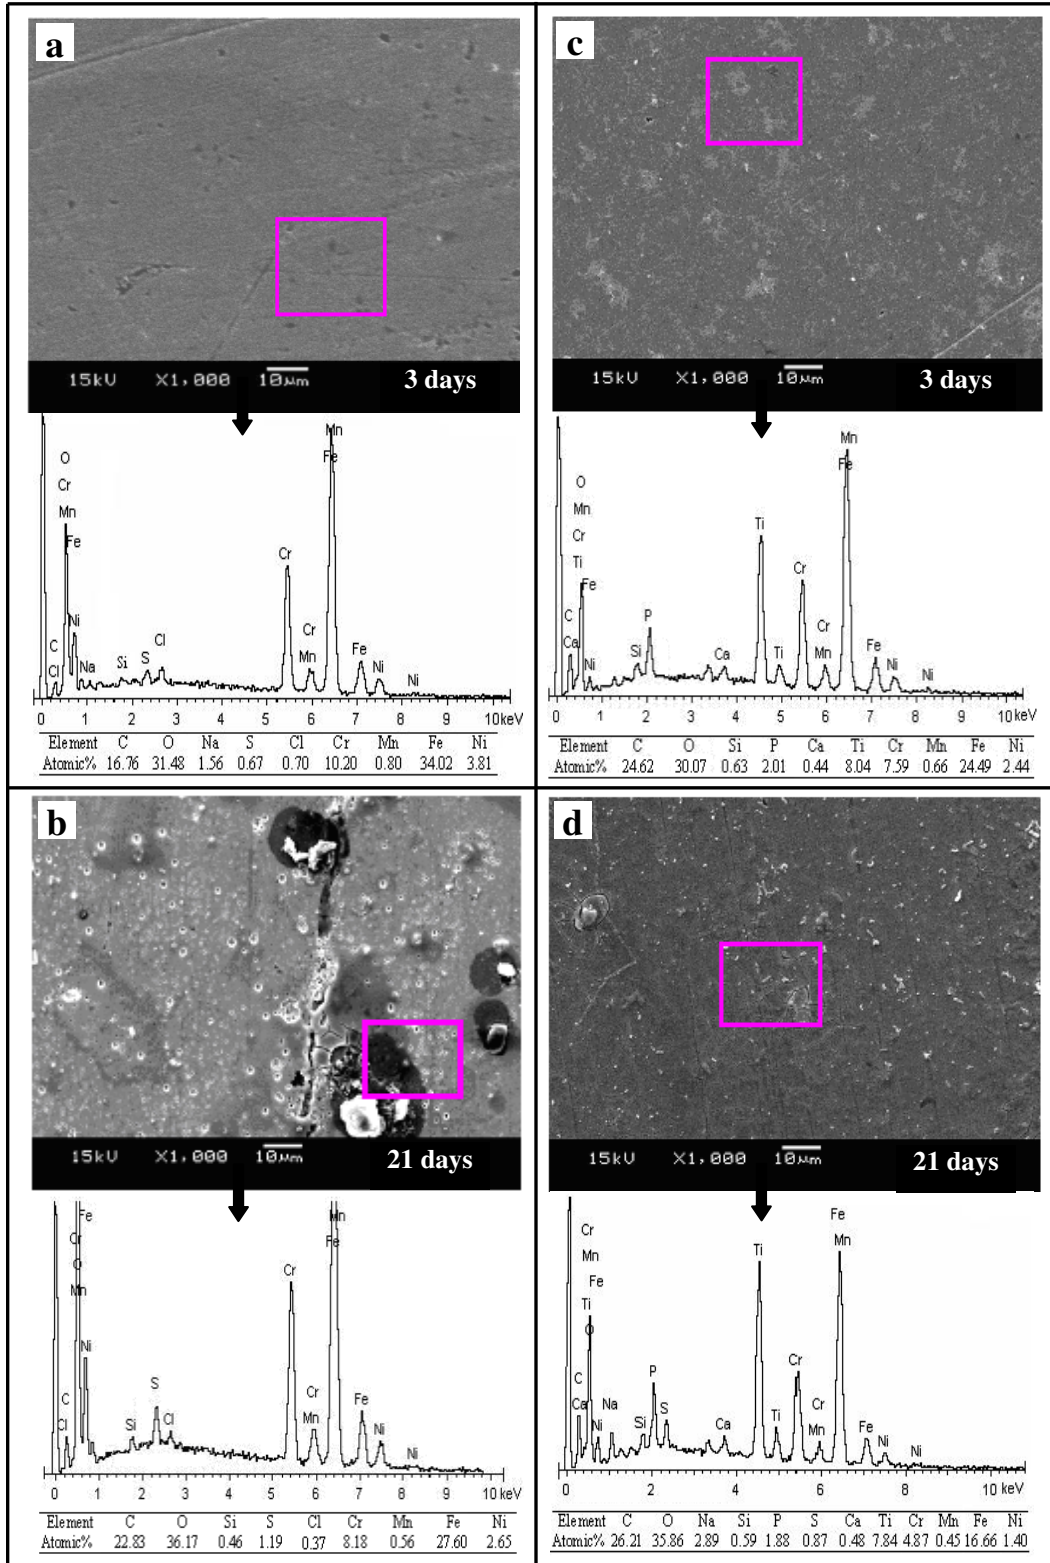 a
15kU X1,000 10μm 3 days
O
Cr
Mn
Fe
Ni
C
Cl
Na
Si
S
Cl
Cr
Cr
Mn
Mn
Fe
Fe
Ni
Ni
0 1 2 3 4 5 6 7 8 9 10keV
Element C O Na S Cl Cr Mn Fe Ni
Atomic% 16.76 31.48 1.56 0.67 0.70 10.20 0.80 34.02 3.81
c
15kU X1,000 10μm 3 days
O
Mn
Cr
Ti
Fe
C
Ca
Ni
Si
P
Ca
Ti
Ti
Cr
Cr
Mn
Mn
Fe
Fe
Ni
Ni
0 1 2 3 4 5 6 7 8 9 10keV
Element C O Si P Ca Ti Cr Mn Fe Ni
Atomic% 24.62 30.07 0.63 2.01 0.44 8.04 7.59 0.66 24.49 2.44
b
15kU X1,000 10μm 21 days
Fe
Cr
O
Mn
Ni
C
Cl
Si
S
Cl
Cr
Cr
Mn
Mn
Fe
Fe
Ni
Ni
0 1 2 3 4 5 6 7 8 9 10 keV
Element C O Si S Cl Cr Mn Fe Ni
Atomic% 22.83 36.17 0.46 1.19 0.37 8.18 0.56 27.60 2.65
d
15kU X1,000 10μm 21 days
Cr
Mn
Fe
Ti
O
C
Ca
Ni
Na
Si
P
S
Ca
Ti
Ti
Cr
Cr
Mn
Fe
Mn
Fe
Ni
Ni
0 2 4 6 8 10 keV
Element C O Na Si P S Ca Ti Cr Mn Fe Ni
Atomic% 26.21 35.86 2.89 0.59 1.88 0.87 0.48 7.84 4.87 0.45 16.66 1.40